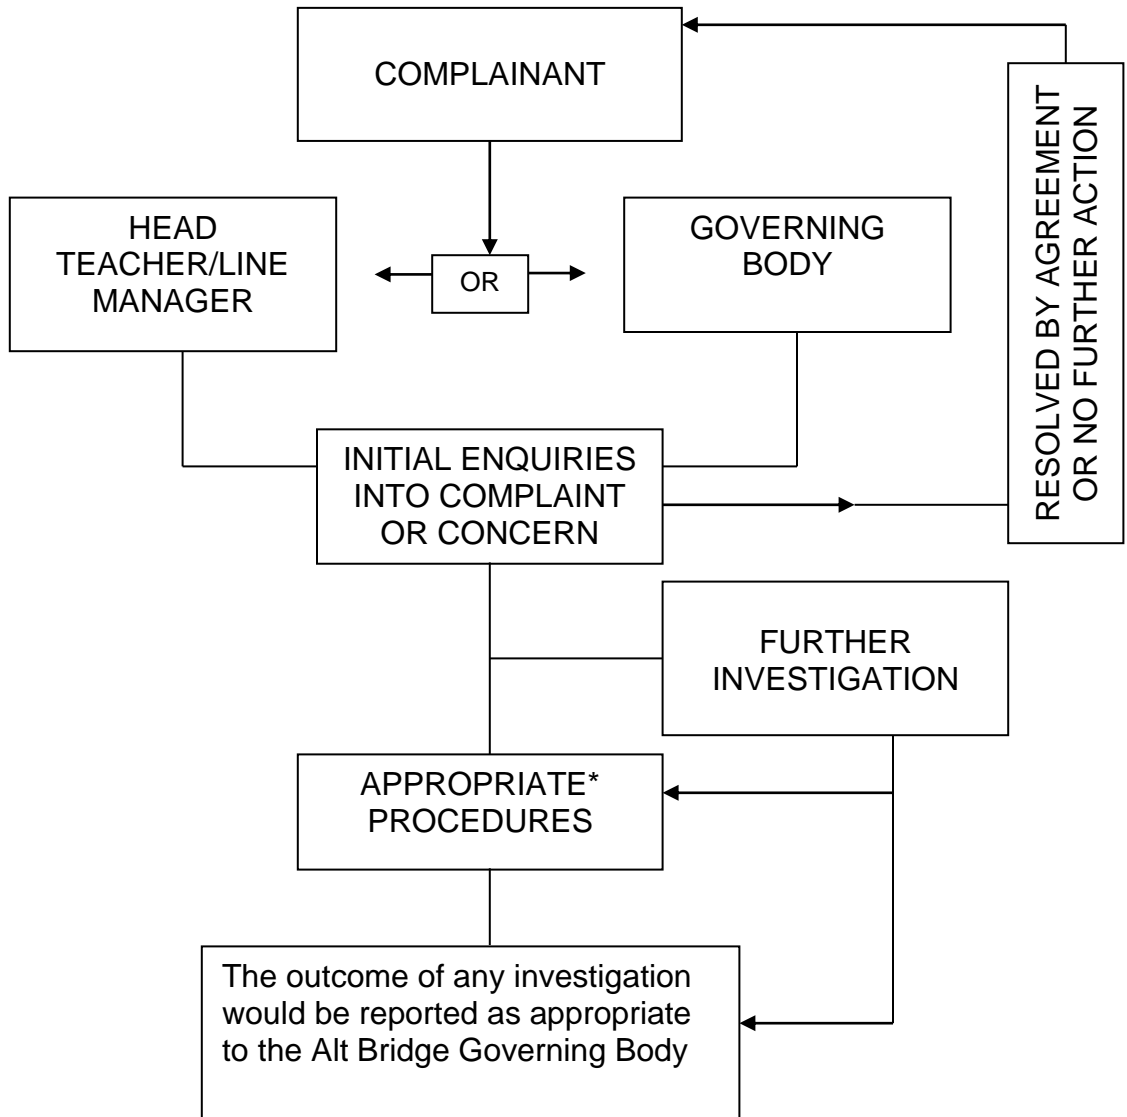 COMPLAINANT
HEAD
TEACHER/LINE
MANAGER
OR
GOVERNING
BODY
RESOLVED BY AGREEMENT
OR NO FURTHER ACTION
INITIAL ENQUIRIES
INTO COMPLAINT
OR CONCERN
FURTHER
INVESTIGATION
APPROPRIATE*
PROCEDURES
The outcome of any investigation
would be reported as appropriate
to the Alt Bridge Governing Body